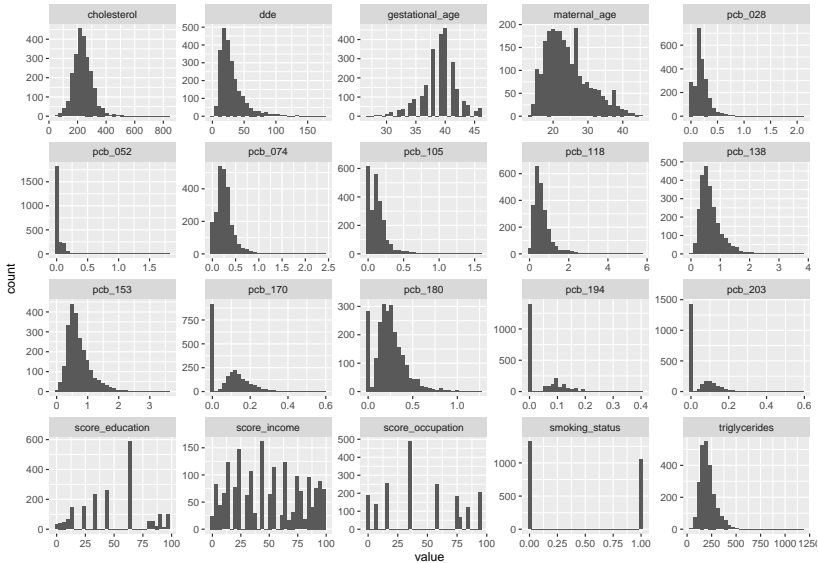 cholesterol dde gestational_age maternal_age pcb_028
400 300 200 100 0
500 400 300 200 100 0
400 300 200 100 0
200 150 100 50 0
600 400 200 0
200 400 600 800
0 50 100 150
30 35 40 45
20 30 40
0.0 0.5 1.0 1.5 2.0
pcb_052 pcb_074 pcb_105 pcb_118 pcb_138
1500 1000 500 0
400 200 0
600 400 200 0
600 400 200 0
500 400 300 200 100 0
0.0 0.5 1.0 1.5
0.0 0.5 1.0 1.5 2.0 2.5
0.0 0.5 1.0 1.5
0 2 4 6
0 1 2 3 4
count
pcb_153 pcb_170 pcb_180 pcb_194 pcb_203
400 300 200 100 0
750 500 250 0
300 200 100 0
1000 500 0
1500 1000 500 0
0 1 2 3
0.0 0.2 0.4 0.6
0.0 0.5 1.0
0.0 0.1 0.2 0.3 0.4
0.0 0.2 0.4 0.6
score_education score_income score_occupation smoking_status triglycerides
600 400 200 0
150 100 50 0
500 400 300 200 100 0
1000 500 0
400 200 0
0 25 50 75 100
0 25 50 75 100
0 25 50 75 100
0.00 0.25 0.50 0.75 1.00
0 250 500 750 1000 1250
value